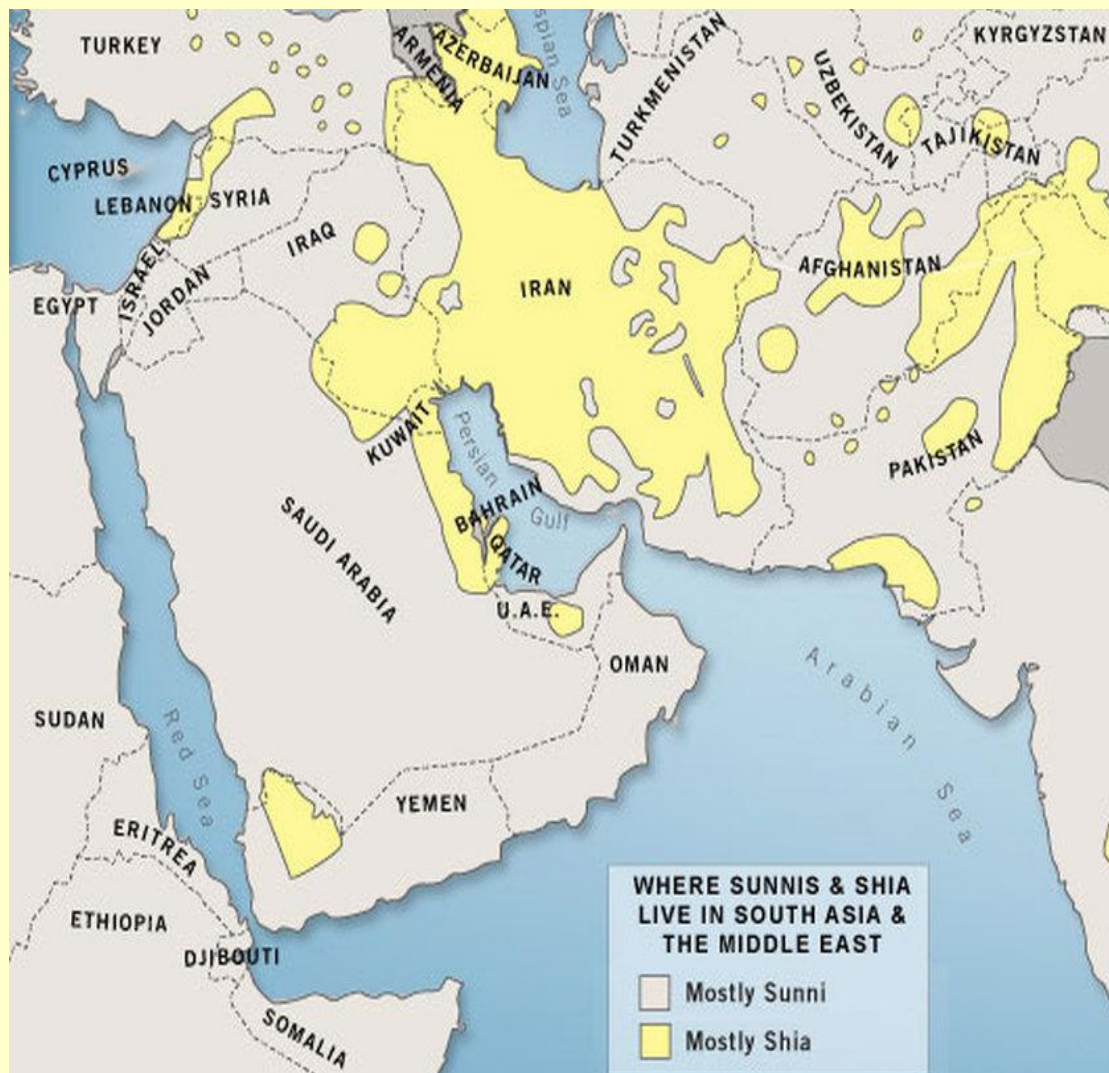 TURKEY
ARMENIA
AZERBAIJAN
spian Sea
TURKMENISTAN
UZBEKISTAN
KYRGYZSTAN
TAJIKISTAN
CYPRUS
LEBANON
SYRIA
IRAQ
IRAN
AFGHANISTAN
EGYPT
ISRAEL
JORDAN
KUWAIT
Persian
Gulf
BAHRAIN
QATAR
PAKISTAN
SAUDI ARABIA
U.A.E.
OMAN
Arabian Sea
SUDAN
Red Sea
YEMEN
ERITREA
ETHIOPIA
DJIBOUTI
SOMALIA
WHERE SUNNIS & SHIA
LIVE IN SOUTH ASIA &
THE MIDDLE EAST
Mostly Sunni
Mostly Shia